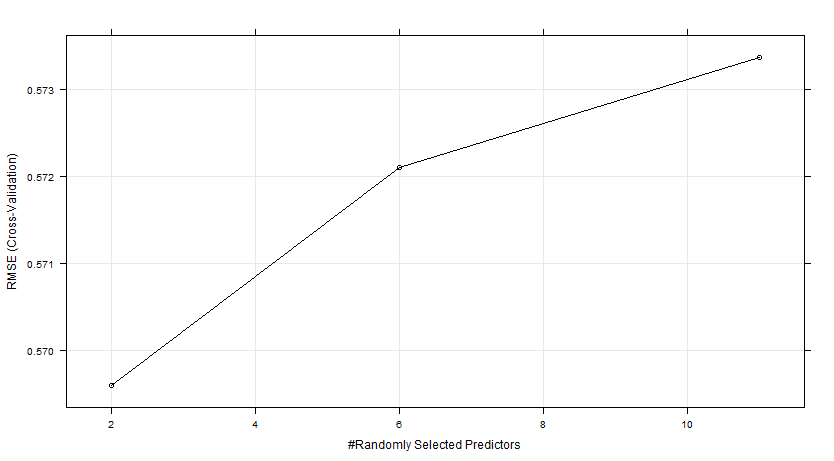 RMSE (Cross-Validation)
0.573
0.572
0.571
0.570
2 4 6 8 10
#Randomly Selected Predictors